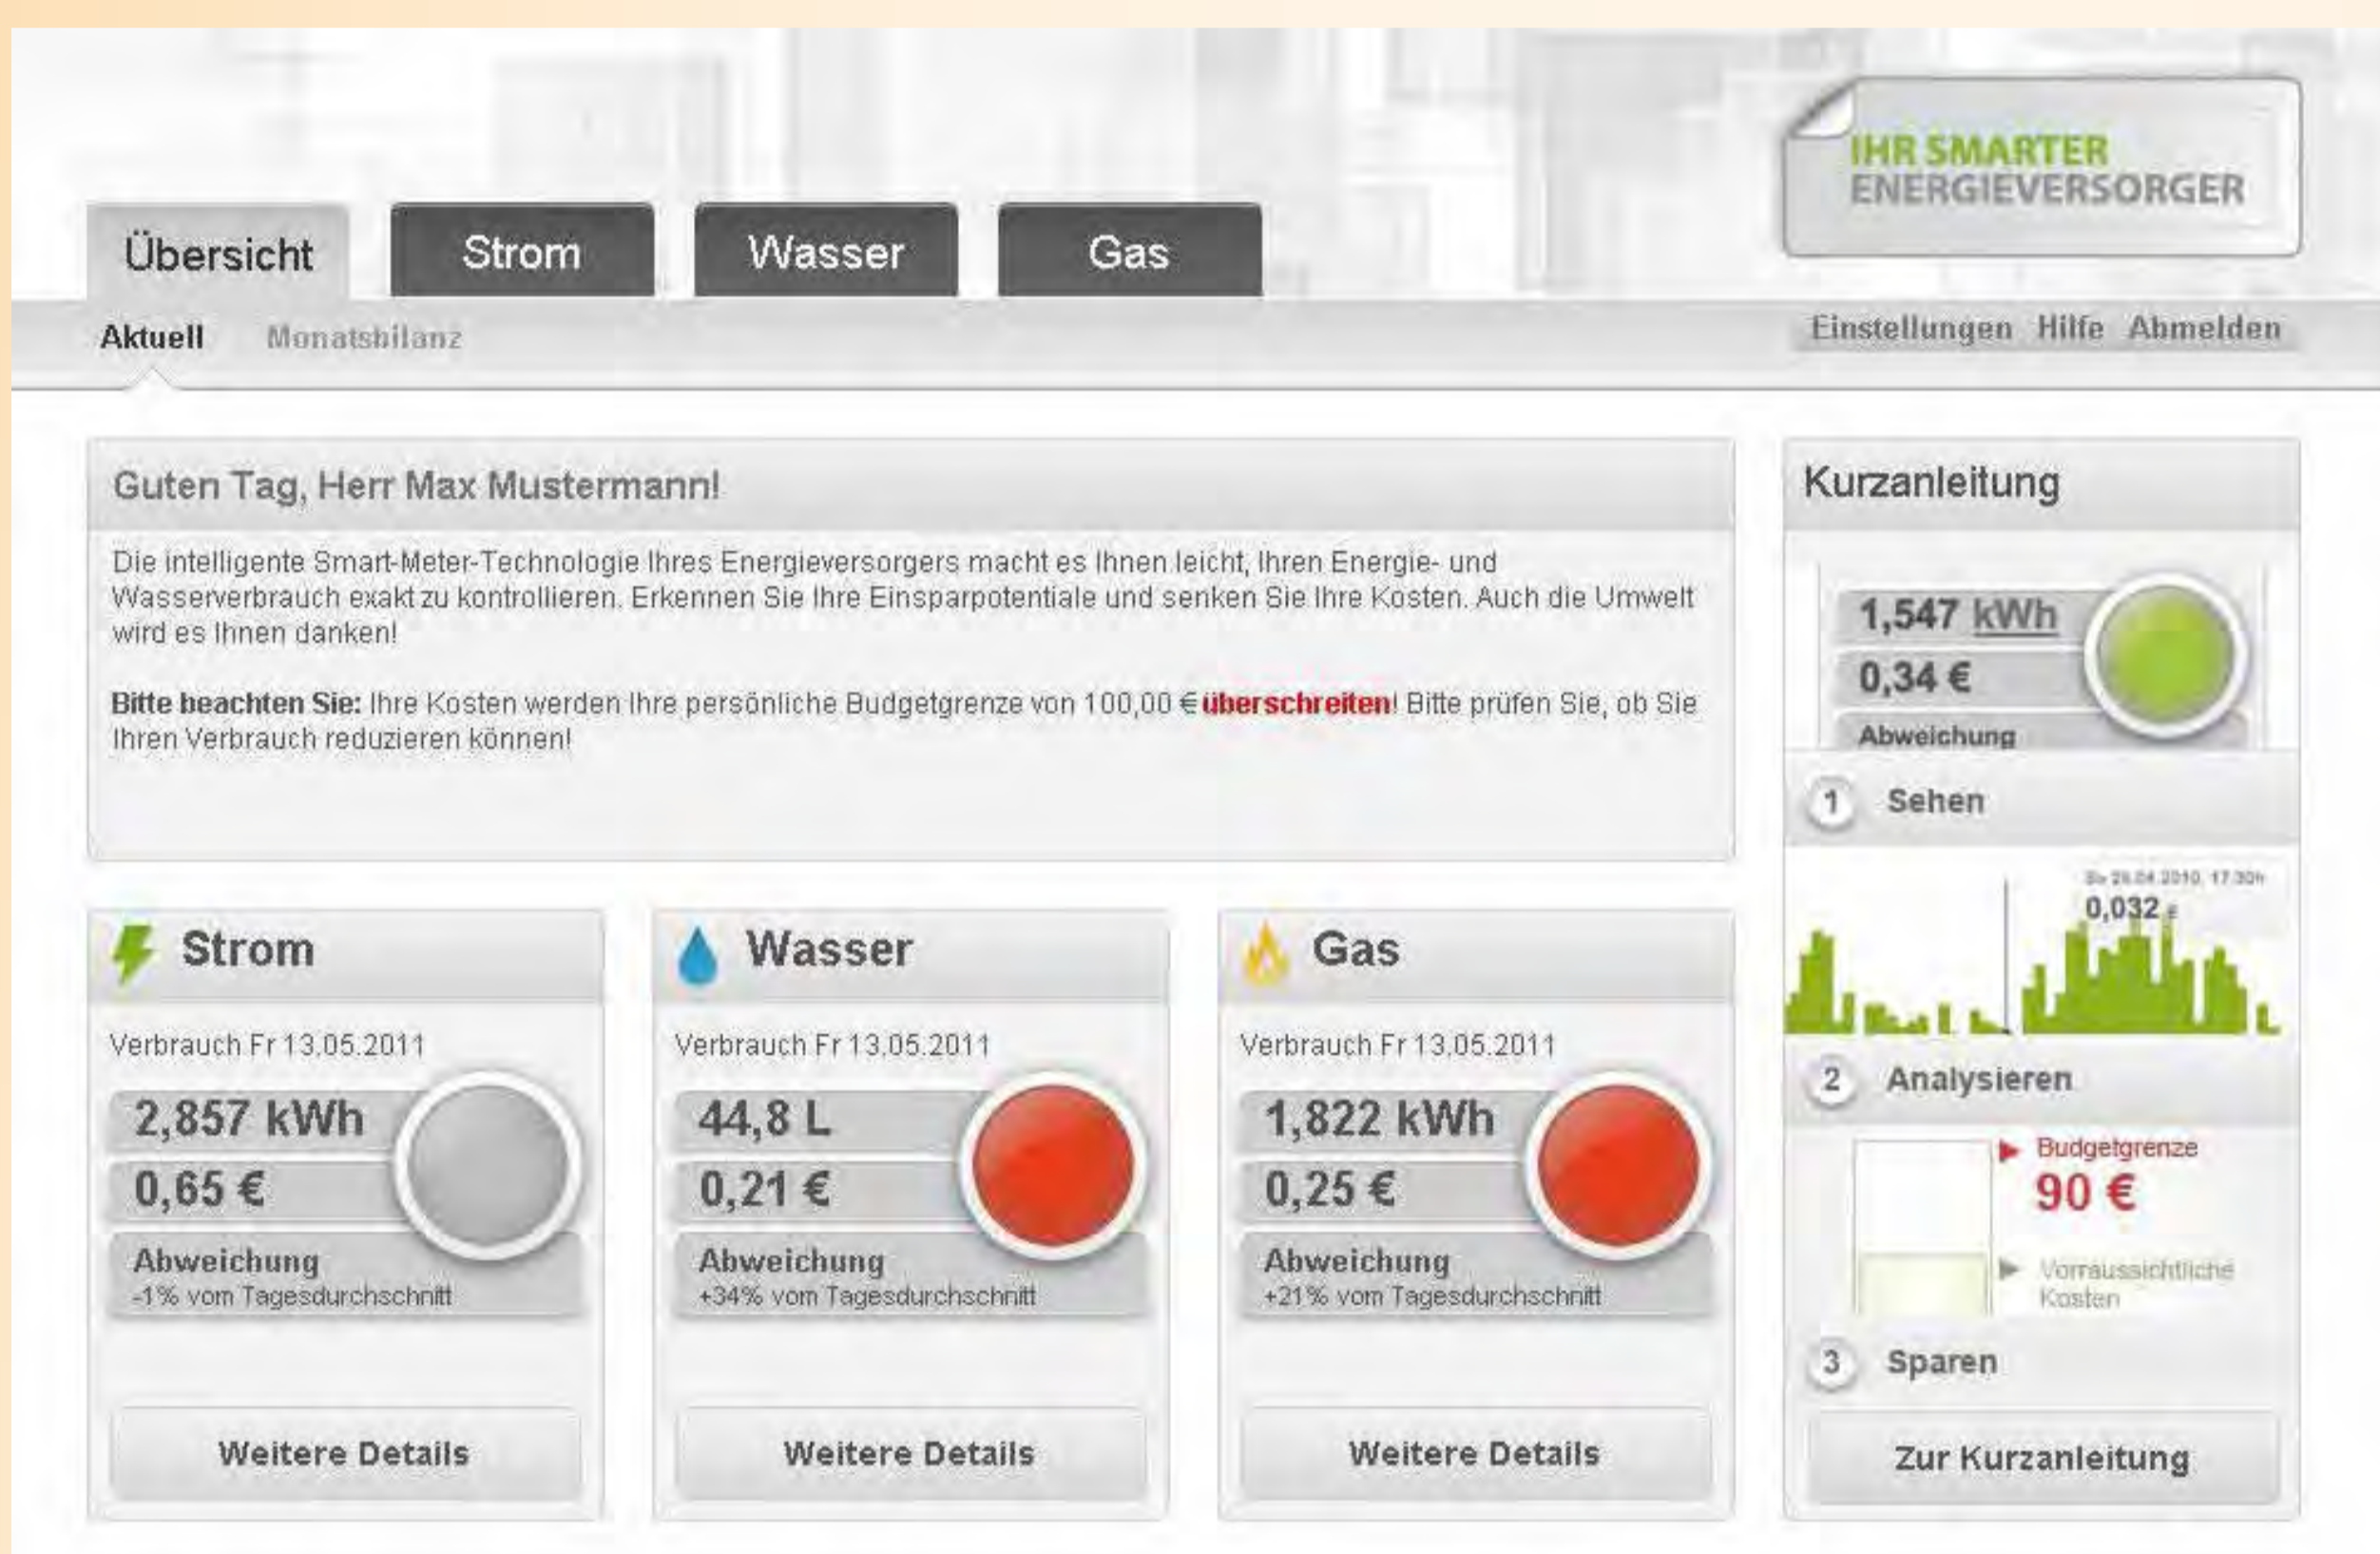 IHR SMARTER
ENERGIEVERSORGER
Übersicht
Strom
Wasser
Gas
Aktuell
Monatsbilanz
Einstellungen Hilfe Abmelden
Guten Tag, Herr Max Mustermann!
Die intelligente Smart-Meter-Technologie Ihres Energieversorgers macht es Ihnen leicht, Ihren Energie- und
Wasserverbrauch exakt zu kontrollieren. Erkennen Sie Ihre Einsparpotentiale und senken Sie Ihre Kosten. Auch die Umwelt
wird es Ihnen danken!
Bitte beachten Sie: Ihre Kosten werden Ihre persönliche Budgetgrenze von 100,00 € überschreiten! Bitte prüfen Sie, ob Sie
Ihren Verbrauch reduzieren können!
Strom
Verbrauch Fr 13.05.2011
2,857 kWh
0,65 €
Abweichung
-1% vom Tagesdurchschnitt
Weitere Details
Wasser
Verbrauch Fr 13.05.2011
44,8 L
0,21 €
Abweichung
+34% vom Tagesdurchschnitt
Weitere Details
Gas
Verbrauch Fr 13.05.2011
1,822 kWh
0,25 €
Abweichung
+21% vom Tagesdurchschnitt
Weitere Details
Kurzanleitung
1,547 kWh
0,34 €
Abweichung
1 Sehen
04.2010, 17:30h
0,032 €
2 Analysieren
Budgetgrenze
90 €
Vorraussichtliche
Kosten
3 Sparen
Zur Kurzanleitung